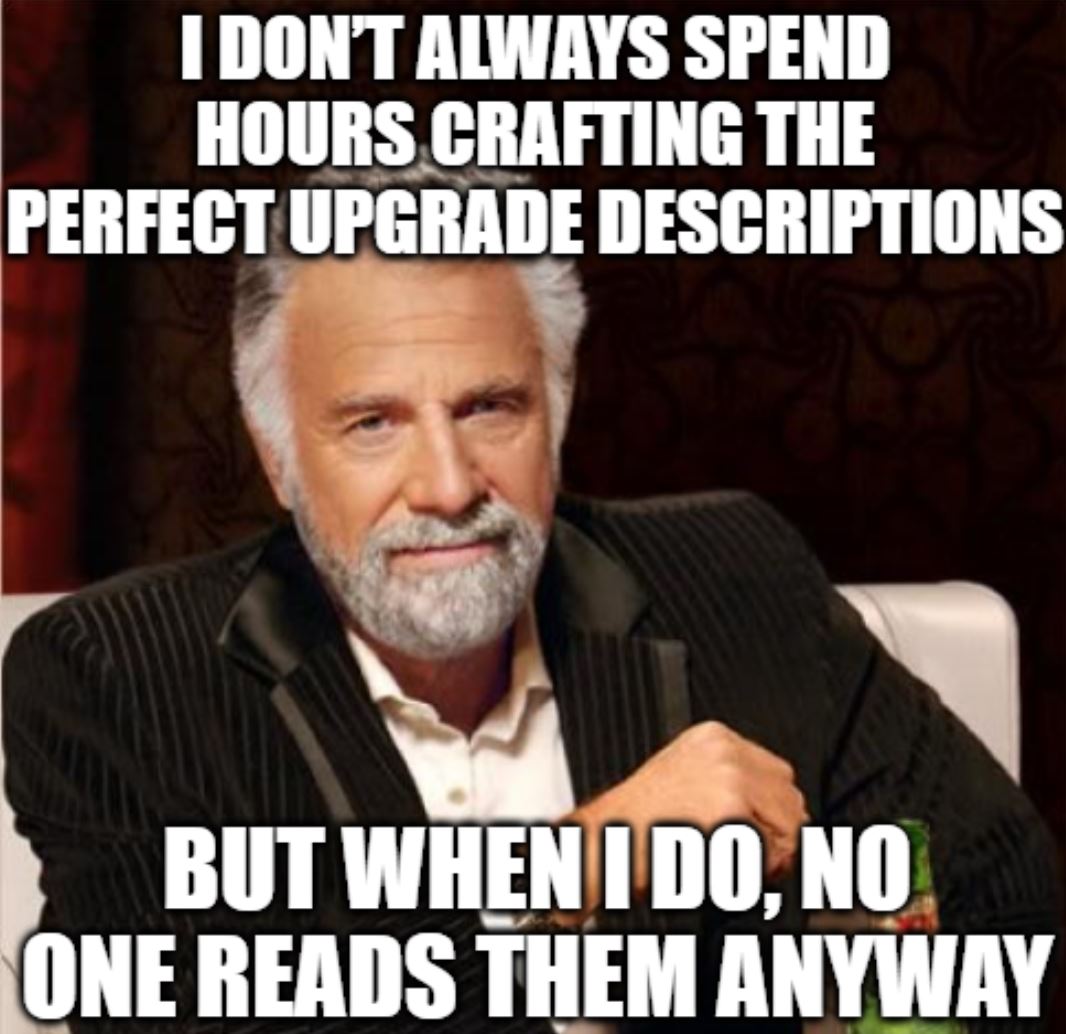 I DON'T ALWAYS SPEND
HOURS CRAFTING THE
PERFECT UPGRADE DESCRIPTIONS
BUT WHEN I DO, NO
ONE READS THEM ANYWAY